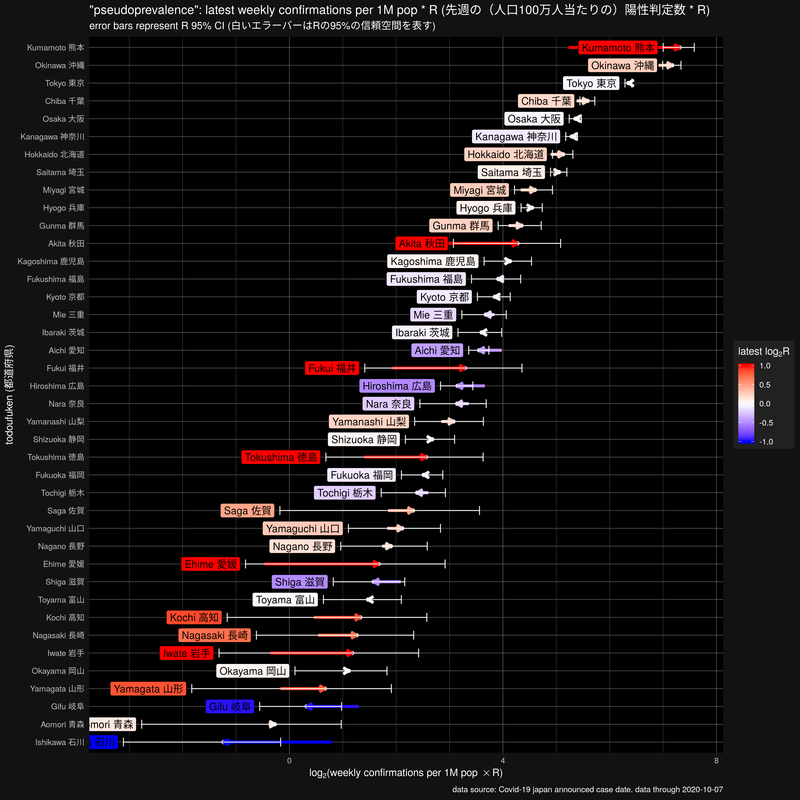 "pseudoprevalence": latest weekly confirmations per 1M pop * R (先週の（人口100万人当たりの）陽性判定数 * R)
error bars represent R 95% CI (白いエラーバーはRの95%の信頼空間を表す)
Kumamoto 熊本
Kumamoto 熊本
Okinawa 沖縄
Okinawa 沖縄
Tokyo 東京
Tokyo 東京
Chiba 千葉
Chiba 千葉
Osaka 大阪
Osaka 大阪
Kanagawa 神奈川
Kanagawa 神奈川
Hokkaido 北海道
Hokkaido 北海道
Saitama 埼玉
Saitama 埼玉
Miyagi 宮城
Miyagi 宮城
Hyogo 兵庫
Hyogo 兵庫
Gunma 群馬
Gunma 群馬
Akita 秋田
Akita 秋田
Kagoshima 鹿児島
Kagoshima 鹿児島
Fukushima 福島
Fukushima 福島
Kyoto 京都
Kyoto 京都
Mie 三重
Mie 三重
Ibaraki 茨城
Ibaraki 茨城
Aichi 愛知
Aichi 愛知
Fukui 福井
Fukui 福井
Hiroshima 広島
Hiroshima 広島
Nara 奈良
Nara 奈良
Yamanashi 山梨
Yamanashi 山梨
Shizuoka 静岡
Shizuoka 静岡
Tokushima 徳島
Tokushima 徳島
Fukuoka 福岡
Fukuoka 福岡
Tochigi 栃木
Tochigi 栃木
Saga 佐賀
Saga 佐賀
Yamaguchi 山口
Yamaguchi 山口
Nagano 長野
Nagano 長野
Ehime 愛媛
Ehime 愛媛
Shiga 滋賀
Shiga 滋賀
Toyama 富山
Toyama 富山
Kochi 高知
Kochi 高知
Nagasaki 長崎
Nagasaki 長崎
Iwate 岩手
Iwate 岩手
Okayama 岡山
Okayama 岡山
Yamagata 山形
Yamagata 山形
Gifu 岐阜
Gifu 岐阜
Aomori 青森
mori 青森
Ishikawa 石川
石川
todoufuken (都道府県)
0
4
8
log₂(weekly confirmations per 1M pop × R)
latest log₂R
1.0
0.5
0.0
-0.5
-1.0
data source: Covid-19 japan announced case date. data through 2020-10-07